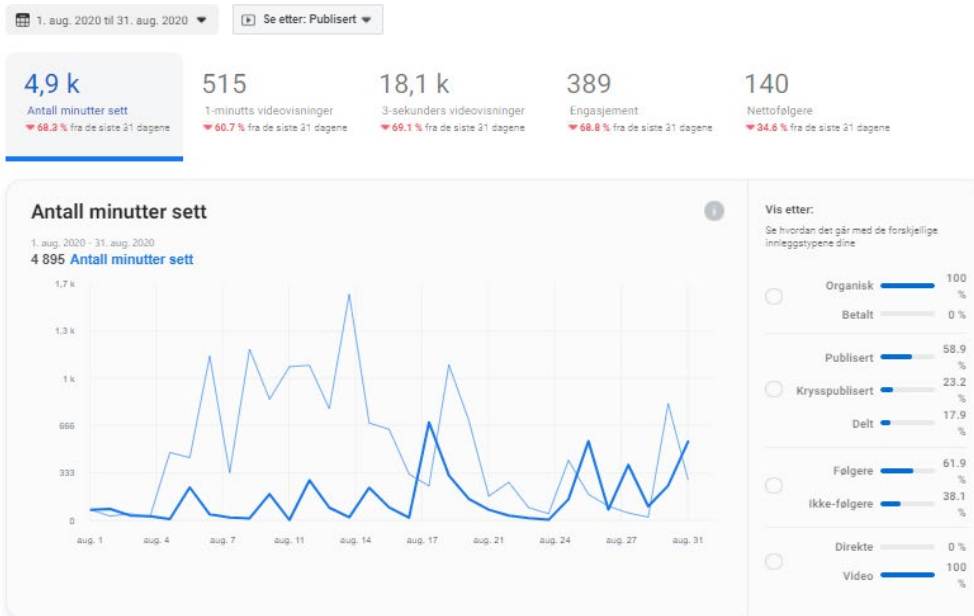 1. aug. 2020 til 31. aug. 2020
Se etter: Publisert
4,9 k
Antall minutter sett
68.3 % fra de siste 31 dagene
515
1-minutts videovisninger
60.7 % fra de siste 31 dagene
18,1 k
3-sekunders videovisninger
69.1 % fra de siste 31 dagene
389
Engasjement
68.8 % fra de siste 31 dagene
140
Nettofølgere
34.6 % fra de siste 31 dagene
Antall minutter sett
1. aug. 2020 - 31. aug. 2020
4 895 Antall minutter sett
1,7 k
1,3 k
1 k
666
333
0
aug. 1
aug. 4
aug. 7
aug. 11
aug. 14
aug. 17
aug. 21
aug. 24
aug. 27
aug. 31
Vis etter:
Se hvordan det går med de forskjellige
innleggstypene dine
Organisk 100
%
Betalt 0 %
Publisert 58.9
%
Krysspublisert 23.2
%
Delt 17.9
%
Følgere 61.9
%
Ikke-følgere 38.1
%
Direkte 0 %
Video 100
%